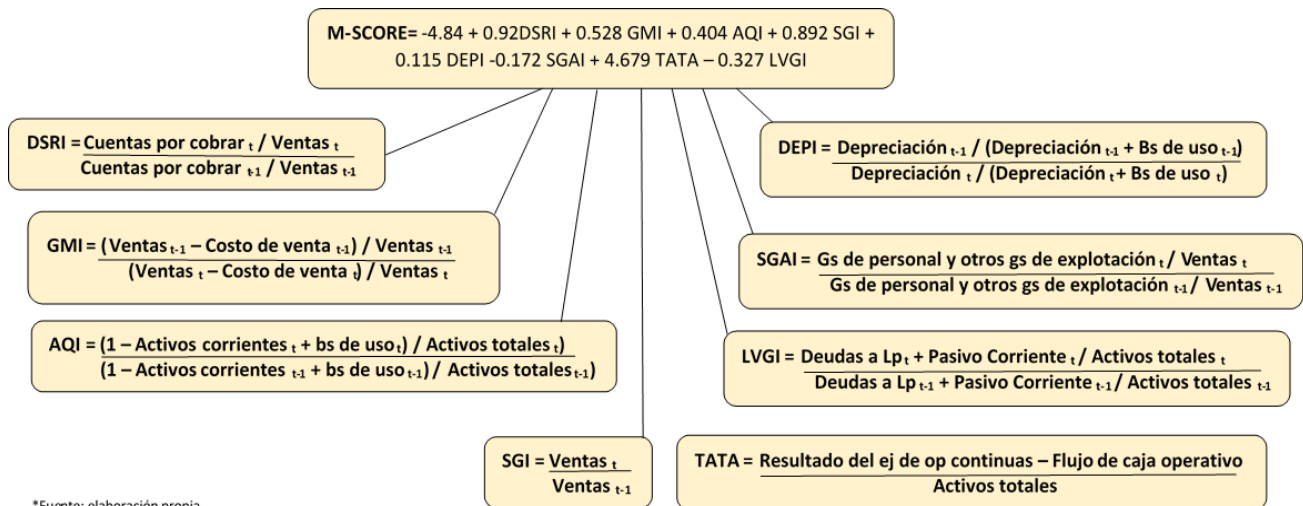 M-SCORE= -4.84 + 0.92DSRI + 0.528 GMI + 0.404 AQI + 0.892 SGI +
0.115 DEPI -0.172 SGAI + 4.679 TATA – 0.327 LVGI
DSRI = Cuentas por cobrar t / Ventas t
Cuentas por cobrar t-1 / Ventas t-1
DEPI = Depreciación t-1 / (Depreciación t-1 + Bs de uso t-1)
Depreciación t / (Depreciación t + Bs de uso t)
GMI = (Ventas t-1 – Costo de venta t-1) / Ventas t-1
(Ventas t – Costo de venta t) / Ventas t
SGAI = Gs de personal y otros gs de explotación t / Ventas t
Gs de personal y otros gs de explotación t-1 / Ventas t-1
AQI = (1 – Activos corrientes t + bs de uso t) / Activos totales t)
(1 – Activos corrientes t-1 + bs de uso t-1) / Activos totales t-1)
LVGI = Deudas a Lp t + Pasivo Corriente t / Activos totales t
Deudas a Lp t-1 + Pasivo Corriente t-1 / Activos totales t-1
SGI = Ventas t
Ventas t-1
TATA = Resultado del ej de op continuas – Flujo de caja operativo
Activos totales
*Fuente: elaboración propia